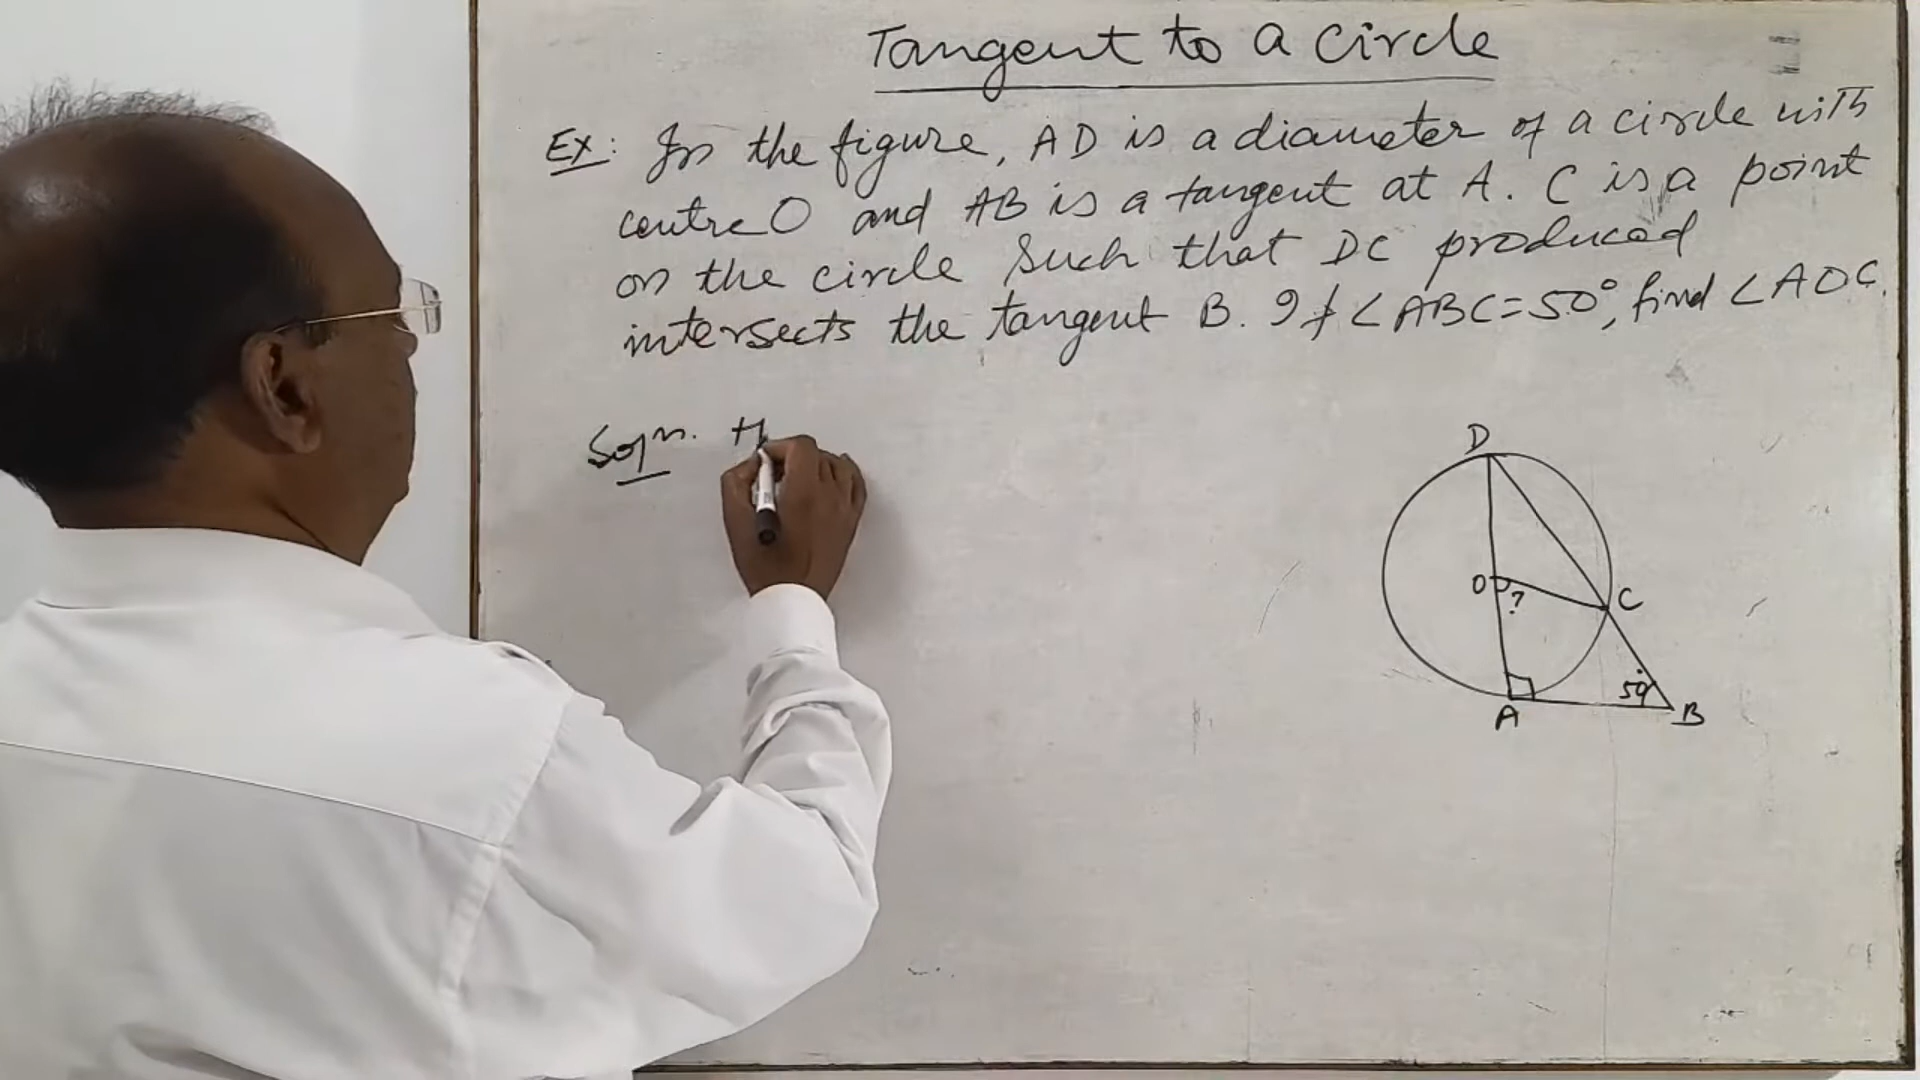 Tangent to a circle
Ex: In the figure, AD is a diameter of a circle with
centre O and AB is a tangent at A. C is a point
on the circle such that DC produced
intersects the tangent B. If ∠ABC=50°, find ∠AOC.
Soln. H
D
O
?
C
50°
A
B